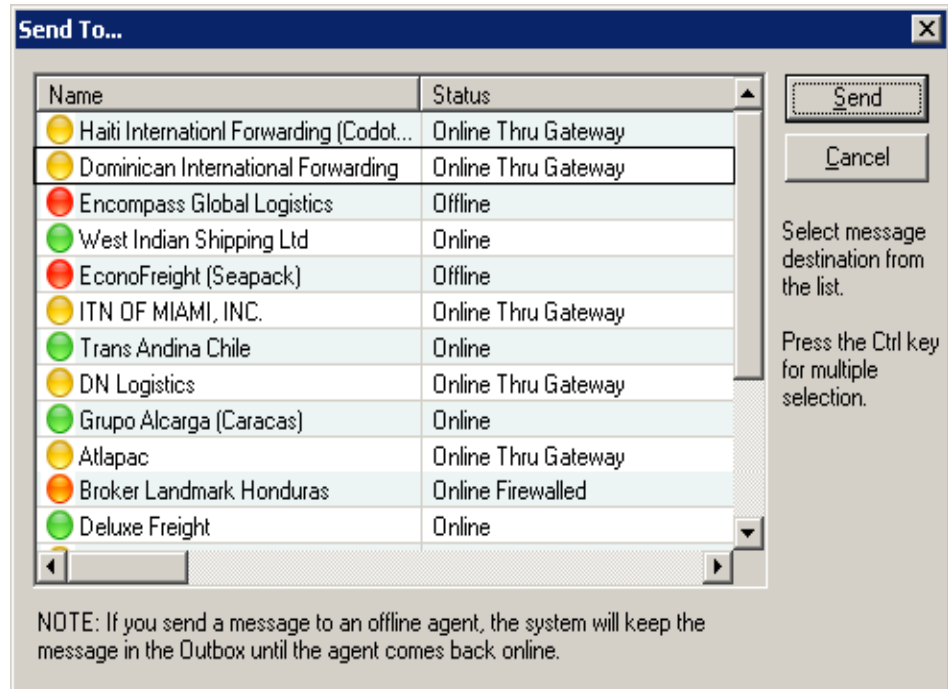 Send To...
Name Status
Haiti Internationl Forwarding (Codot... Online Thru Gateway
Dominican International Forwarding Online Thru Gateway
Encompass Global Logistics Offline
West Indian Shipping Ltd Online
EconoFreight (Seapack) Offline
ITN OF MIAMI, INC. Online Thru Gateway
Trans Andina Chile Online
DN Logistics Online Thru Gateway
Grupo Alcarga (Caracas) Online
Atlapac Online Thru Gateway
Broker Landmark Honduras Online Firewalled
Deluxe Freight Online
Send
Cancel
Select message
destination from
the list.
Press the Ctrl key
for multiple
selection.
NOTE: If you send a message to an offline agent, the system will keep the
message in the Outbox until the agent comes back online.